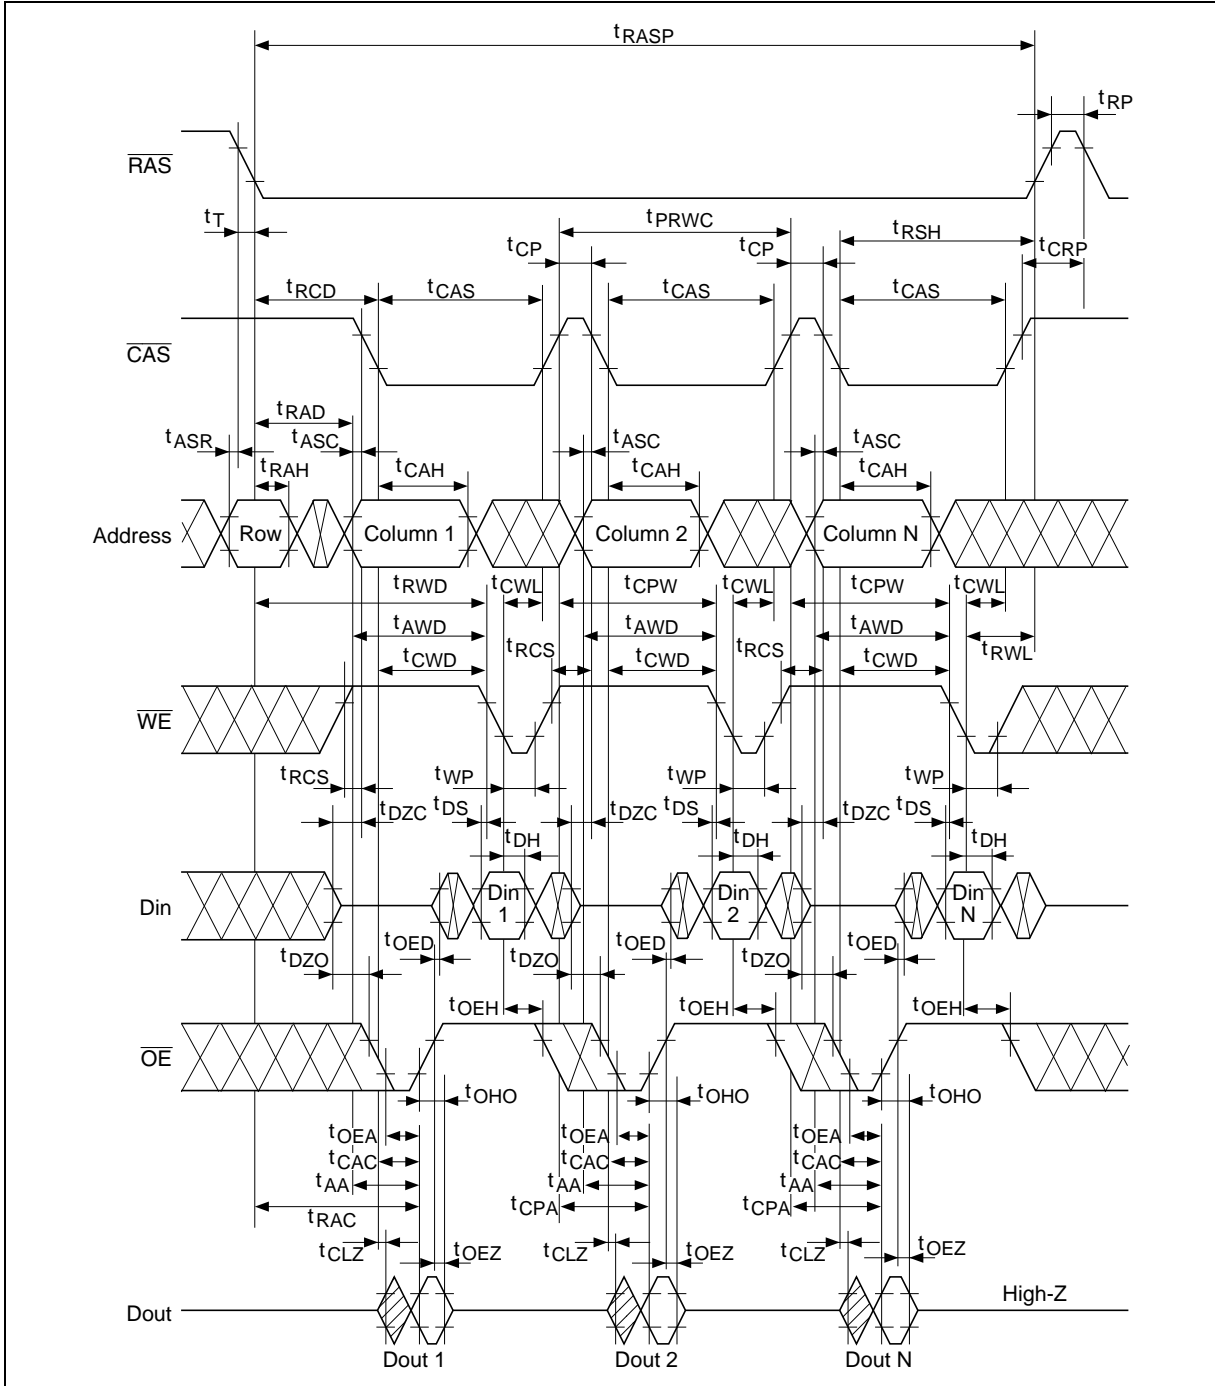 tRASP
tRP
RAS
tT
tPRWC
tRSH
tCP
tCP
tCRP
tRCD
tCAS
tCAS
tCAS
CAS
tRAD
tASR
tASC
tASC
tASC
tRAH
tCAH
tCAH
tCAH
Address
Row
Column 1
Column 2
Column N
tRWD
tCWL
tCPW
tCWL
tCPW
tCWL
tAWD
tAWD
tAWD
tRCS
tRCS
tRWL
tCWD
tCWD
tCWD
WE
tRCS
tWP
tWP
tWP
tDZC
tDS
tDZC
tDS
tDZC
tDS
tDH
tDH
tDH
Din
Din 1
Din 2
Din N
tOED
tOED
tOED
tDZO
tDZO
tDZO
tOEH
tOEH
tOEH
OE
tOHO
tOHO
tOHO
tOEA
tOEA
tOEA
tCAC
tCAC
tCAC
tAA
tAA
tAA
tRAC
tCPA
tCPA
tCLZ
tOEZ
tCLZ
tOEZ
tCLZ
tOEZ
High-Z
Dout
Dout 1
Dout 2
Dout N